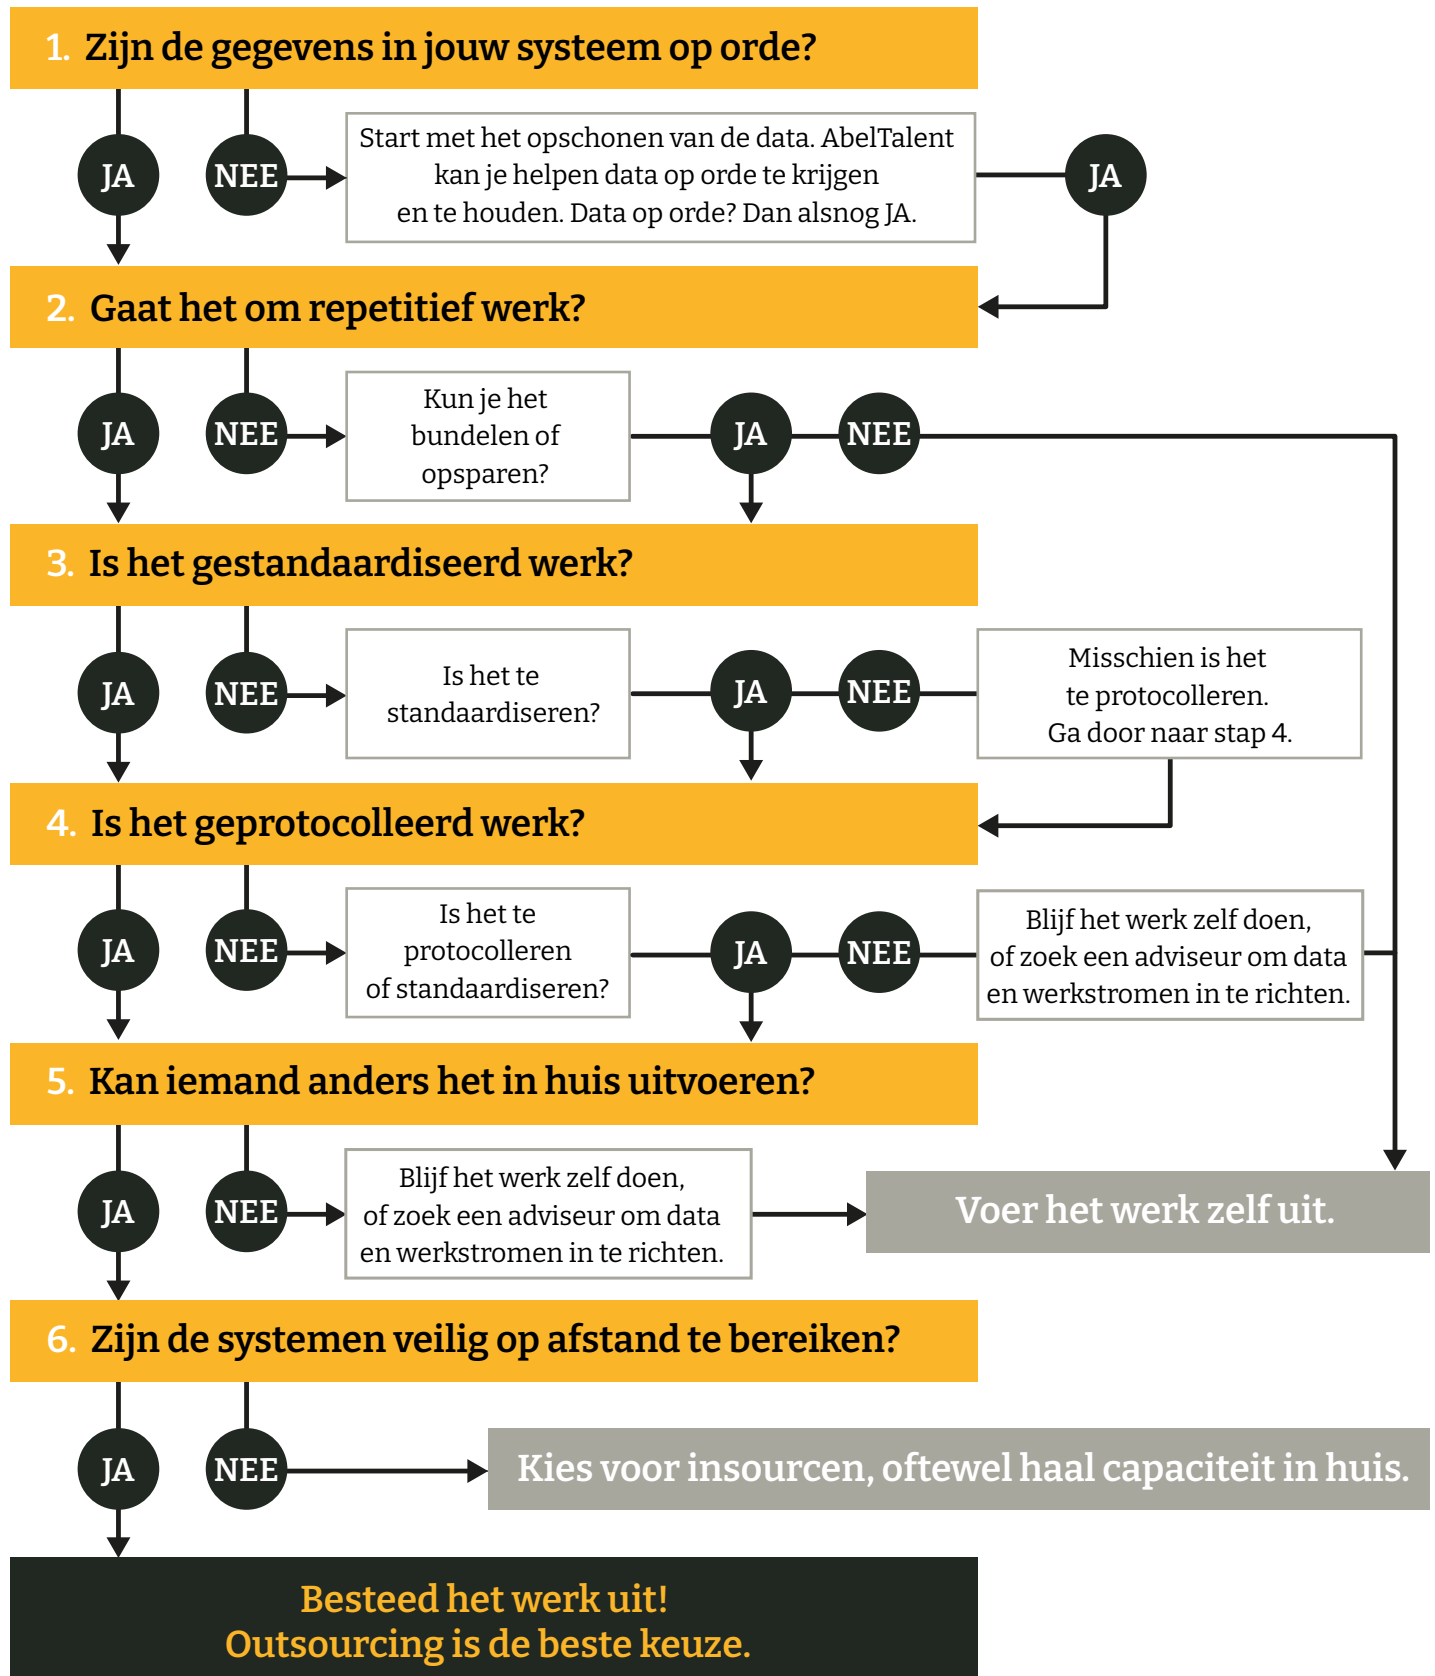 1. Zijn de gegevens in jouw systeem op orde?
JA
NEE
Start met het opschonen van de data. AbelTalent
kan je helpen data op orde te krijgen
en te houden. Data op orde? Dan alsnog JA.
JA
2. Gaat het om repetitief werk?
JA
NEE
Kun je het
bundelen of
opsparen?
JA
NEE
3. Is het gestandaardiseerd werk?
JA
NEE
Is het te
standaardiseren?
JA
NEE
Misschien is het
te protocolleren.
Ga door naar stap 4.
4. Is het geprotocolleerd werk?
JA
NEE
Is het te
protocolleren
of standaardiseren?
JA
NEE
Blijf het werk zelf doen,
of zoek een adviseur om data
en werkstromen in te richten.
5. Kan iemand anders het in huis uitvoeren?
JA
NEE
Blijf het werk zelf doen,
of zoek een adviseur om data
en werkstromen in te richten.
Voer het werk zelf uit.
6. Zijn de systemen veilig op afstand te bereiken?
JA
NEE
Kies voor insourcen, oftewel haal capaciteit in huis.
Besteed het werk uit!
Outsourcing is de beste keuze.